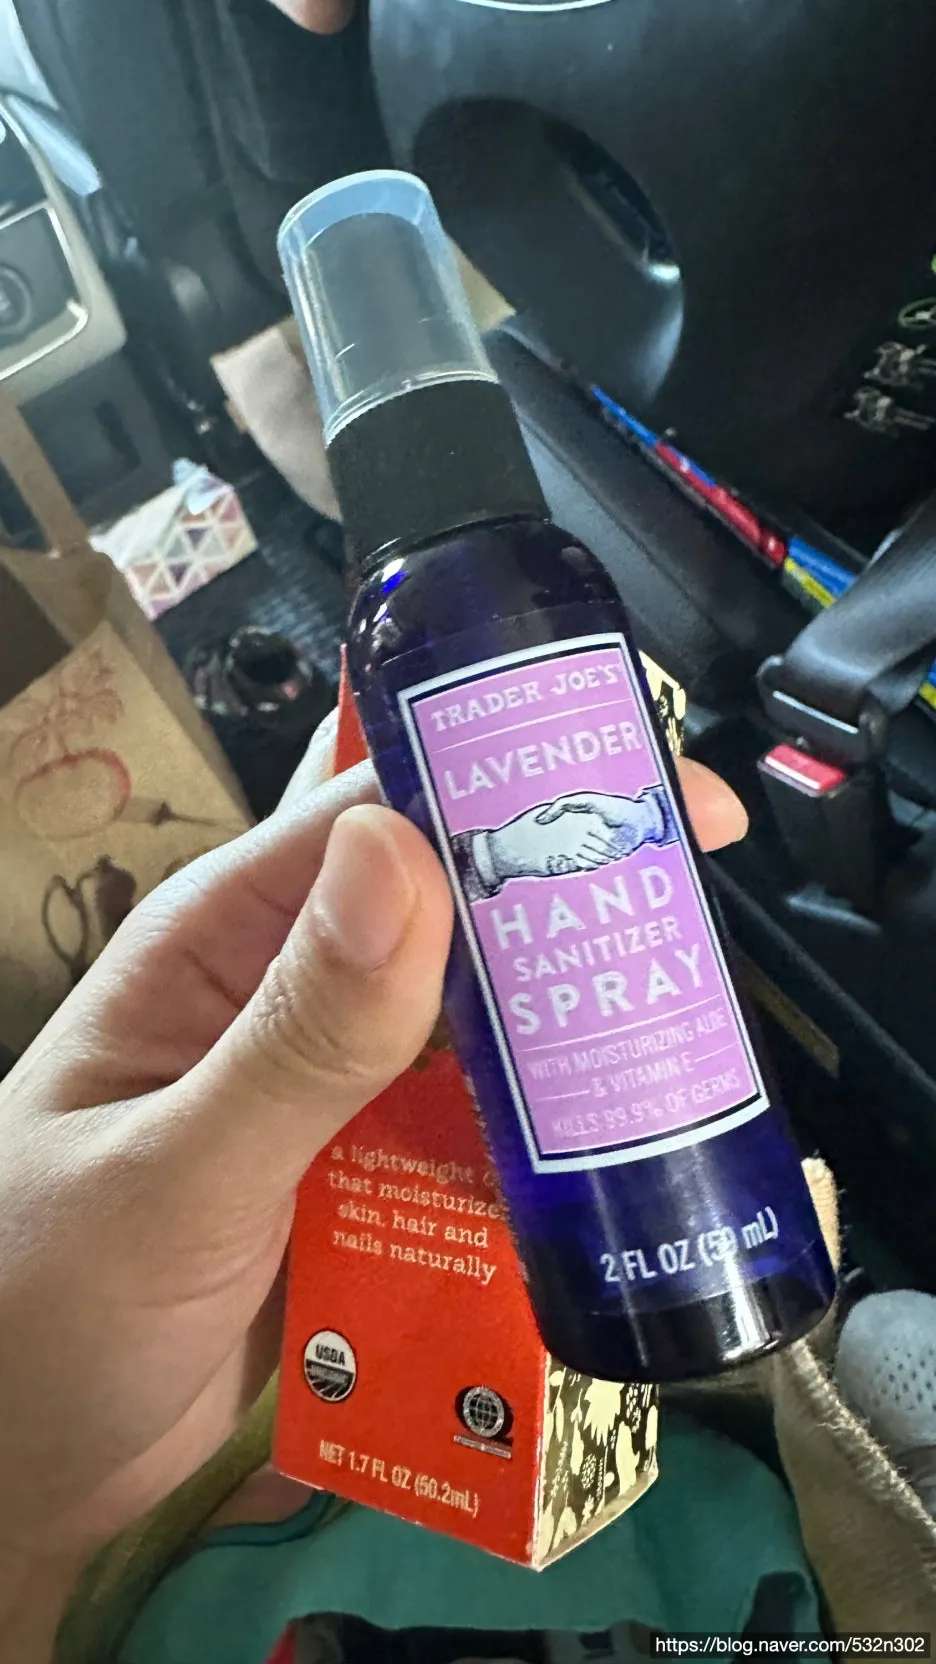 TRADER JOE'S
LAVENDER
HAND
SANITIZER
SPRAY
WITH MOISTURIZING ALOE
& VITAMIN E
KILLS 99.9% OF GERMS
2 FL OZ (59 mL)
a lightweight
that moisturize
skin, hair and
nails naturally
USDA
NET 1.7 FL OZ (50.2mL)
https://blog.naver.com/532n302